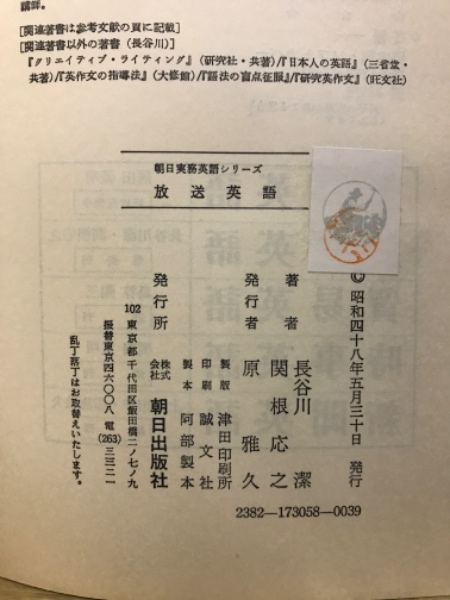 講師。
[関連著書は参考文献の頁に記載]
[関連著書以外の著書（長谷川）]
『クリエイティブ・ライティング』（研究社・共著）/『日本人の英語』（三省堂・
共著）/『英作文の指導法』（大修館）/『語法の盲点征服』/『研究英作文』（旺文社）
朝日実務英語シリーズ
放送英語
© 昭和四十八年五月三十日 発行
著者 長谷川 潔
関根応之
発行者 原 雅久
製版 津田印刷所
印刷 誠文社
製本 阿部製本
発行所 株式会社 朝日出版社
102 東京都千代田区飯田橋二ノ七ノ九
振替東京四六〇〇八 電(263)三三二一
乱丁落丁はお取替えいたします。
2382—173058—0039